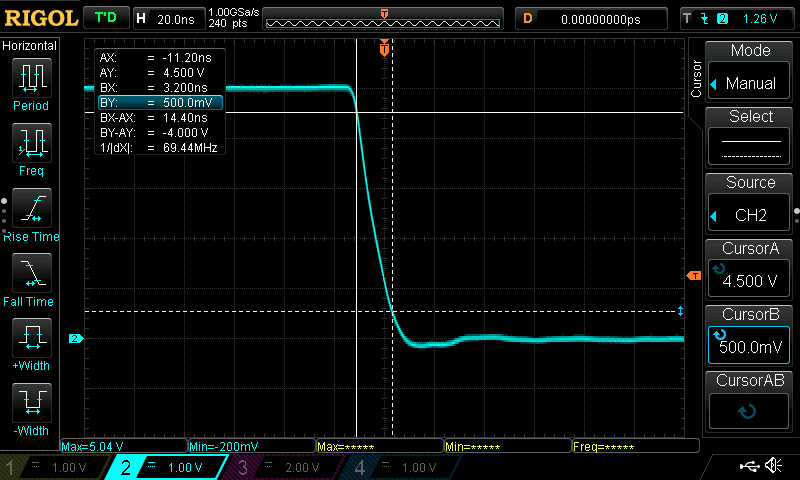 RIGOL T'D H 20.0ns 1.00GSa/s 240 pts T D 0.00000000ps T 2 1.26 V
Horizontal
Period
Freq
Rise Time
Fall Time
+Width
-Width
AX: = -11.20ns
AY: = 4.500 V
BX: = 3.200ns
BY: = 500.0mV
BX-AX: = 14.40ns
BY-AY: = -4.000 V
1/|dX|: = 69.44MHz
T
T
2
Cursor
Mode
Manual
Select
Source
CH2
CursorA
4.500 V
CursorB
500.0mV
CursorAB
Max=5.04 V Min=-200mV Max=***** Min=***** Freq=*****
1 1.00 V 2 1.00 V 3 2.00 V 4 1.00 V